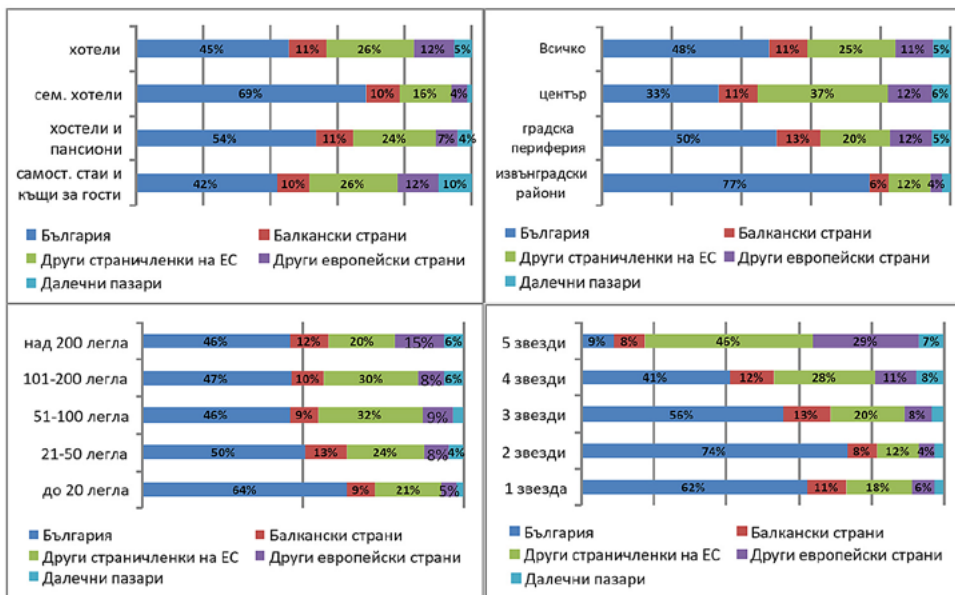 хотели 45% 11% 26% 12% 5%
сем. хотели 69% 10% 16% 4%
хостели и
пансиони 54% 11% 24% 7% 4%
самост. стаи и
къщи за гости 42% 10% 26% 12% 10%
България Балкански страни
Други страничленки на ЕС Други европейски страни
Далечни пазари
Всичко 48% 11% 25% 11% 5%
център 33% 11% 37% 12% 6%
градска
периферия 50% 13% 20% 12% 5%
извънградски
райони 77% 6% 12% 4%
България Балкански страни
Други страничленки на ЕС Други европейски страни
Далечни пазари
над 200 легла 46% 12% 20% 15% 6%
101-200 легла 47% 10% 30% 8% 6%
51-100 легла 46% 9% 32% 9%
21-50 легла 50% 13% 24% 8% 4%
до 20 легла 64% 9% 21% 5%
България Балкански страни
Други страничленки на ЕС Други европейски страни
Далечни пазари
5 звезди 9% 8% 46% 29% 7%
4 звезди 41% 12% 28% 11% 8%
3 звезди 56% 13% 20% 8%
2 звезди 74% 8% 12% 4%
1 звезда 62% 11% 18% 6%
България Балкански страни
Други страничленки на ЕС Други европейски страни
Далечни пазари